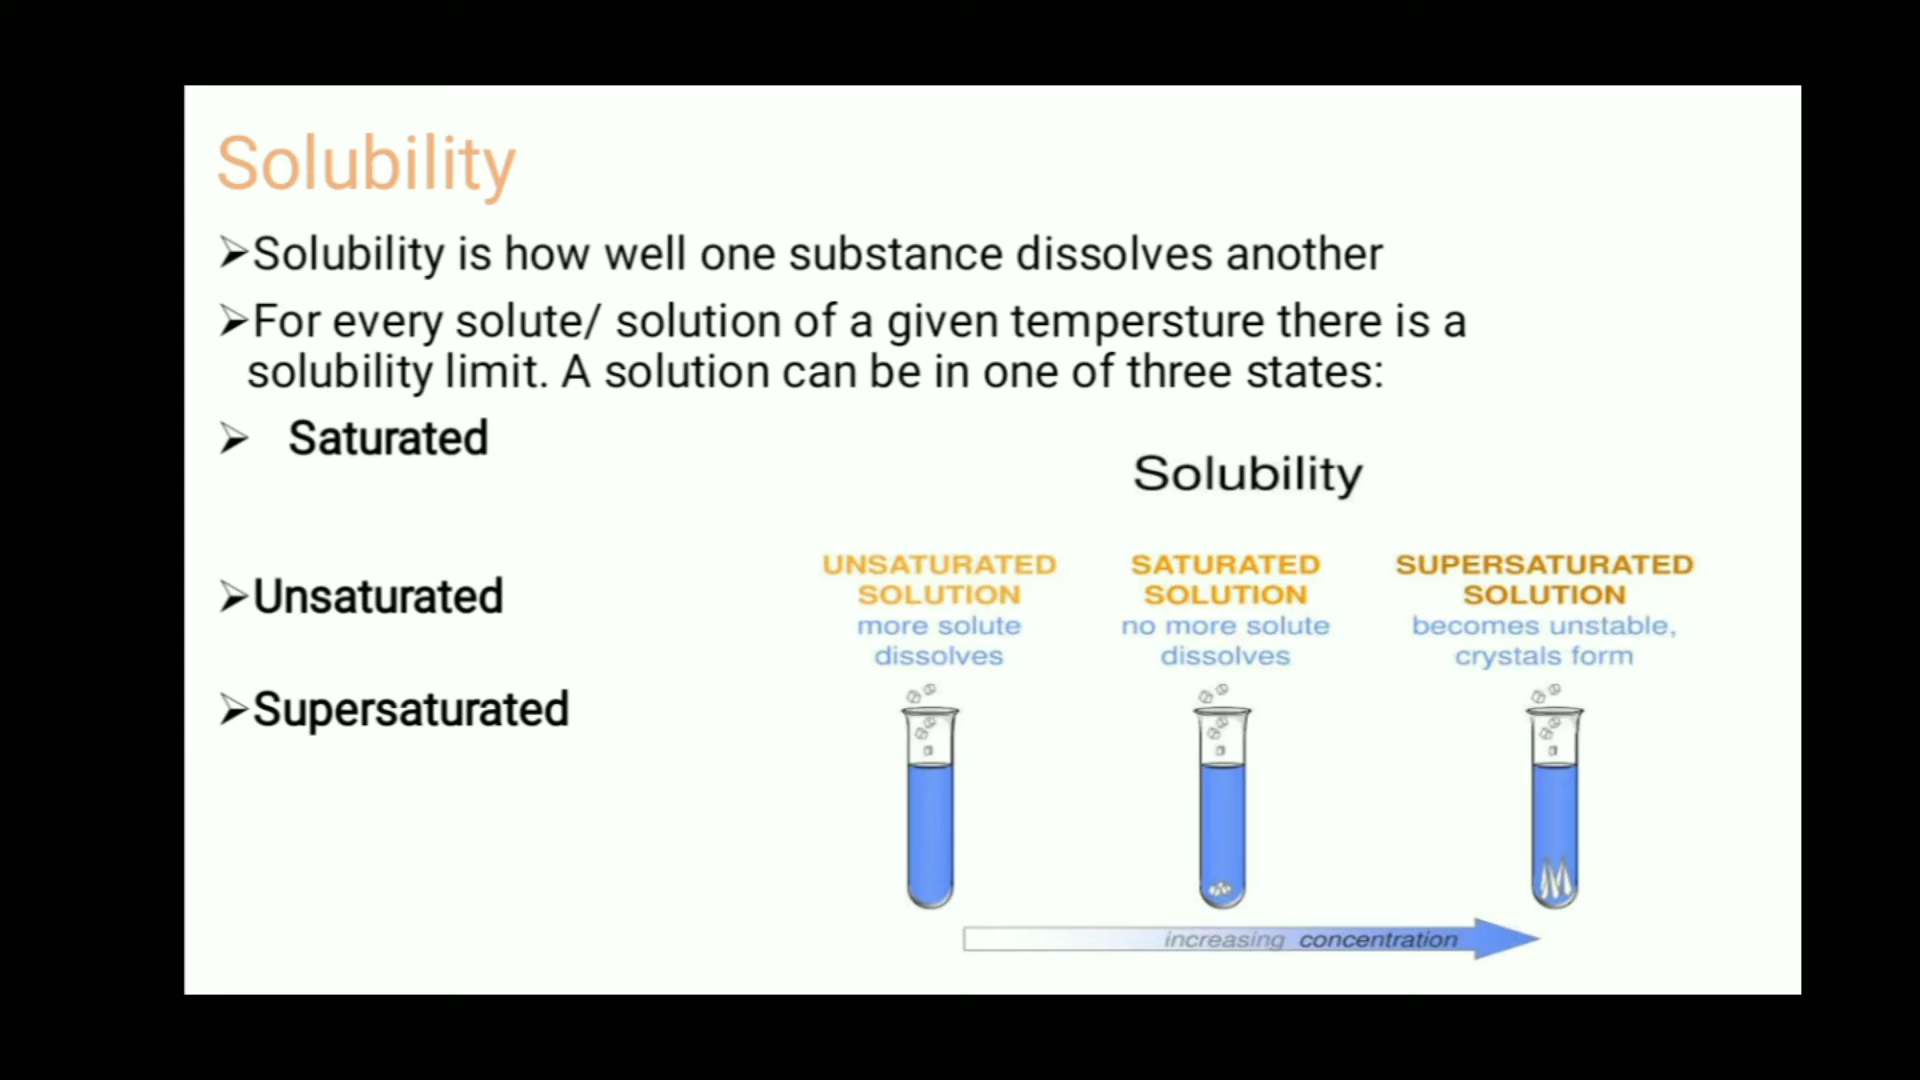 Solubility
➢Solubility is how well one substance dissolves another
➢For every solute/ solution of a given tempersture there is a
solubility limit. A solution can be in one of three states:
➢ Saturated
➢Unsaturated
➢Supersaturated
Solubility
UNSATURATED
SOLUTION
more solute
dissolves
SATURATED
SOLUTION
no more solute
dissolves
SUPERSATURATED
SOLUTION
becomes unstable,
crystals form
increasing concentration